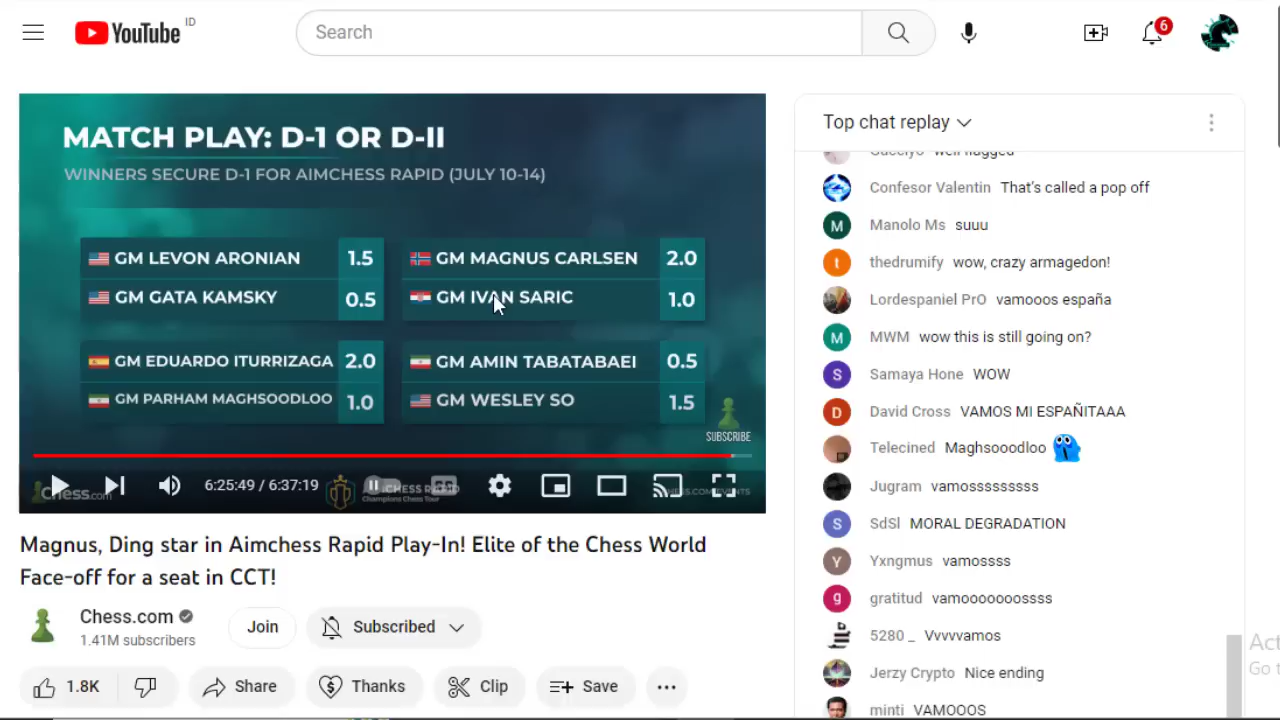 YouTube ID
Search
6
MATCH PLAY: D-1 OR D-II
WINNERS SECURE D-1 FOR AIMCHESS RAPID (JULY 10-14)
GM LEVON ARONIAN 1.5
GM GATA KAMSKY 0.5
GM MAGNUS CARLSEN 2.0
GM IVAN SARIC 1.0
GM EDUARDO ITURRIZAGA 2.0
GM PARHAM MAGHSOODLOO 1.0
GM AMIN TABATABAEI 0.5
GM WESLEY SO 1.5
SUBSCRIBE
Chess.com
6:25:49 / 6:37:19
Champions Chess Tour
Magnus, Ding star in Aimchess Rapid Play-In! Elite of the Chess World
Face-off for a seat in CCT!
Chess.com
1.41M subscribers
Join
Subscribed
1.8K
Share
Thanks
Clip
Save
Top chat replay
well flagged
Confesor Valentin That's called a pop off
Manolo Ms suuu
thedrumify wow, crazy armagedon!
Lordespaniel PrO vamooos españa
MWM wow this is still going on?
Samaya Hone WOW
David Cross VAMOS MI ESPAÑITAAA
Telecined Maghsooodloo
Jugram vamosssssssss
SdSl MORAL DEGRADATION
Yxngmus vamossss
gratitud vamooooooossss
5280 _ Vvvvvamos
Jerzy Crypto Nice ending
minti VAMOOOS
Act
Go t